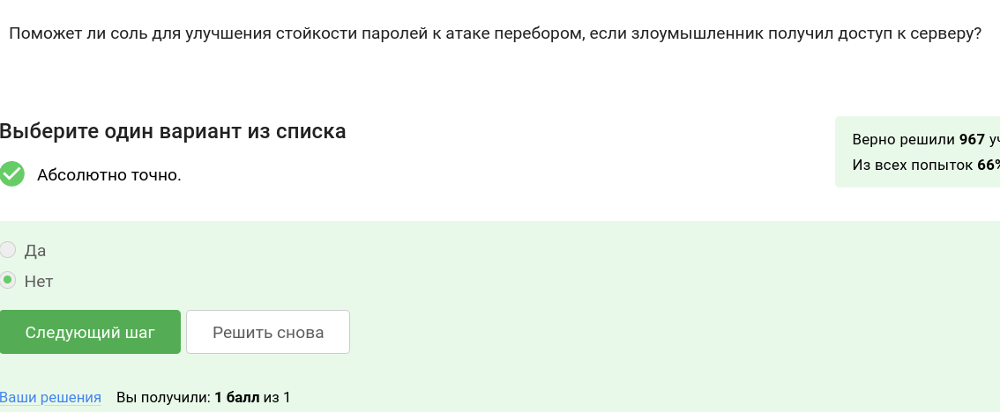 Поможет ли соль для улучшения стойкости паролей к атаке перебором, если злоумышленник получил доступ к серверу?
Выберите один вариант из списка
Верно решили 967
Из всех попыток 66%
Абсолютно точно.
Да
Нет
Следующий шаг
Решить снова
Ваши решения Вы получили: 1 балл из 1